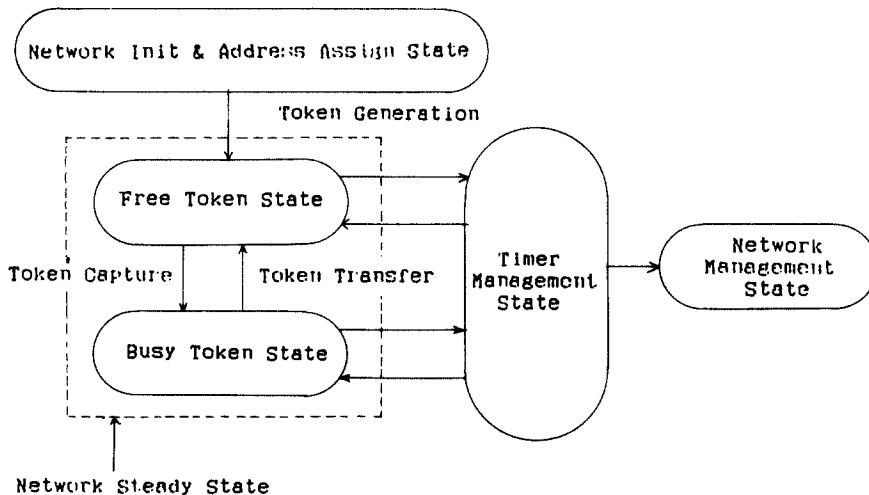 Network Init & Address Assign State
Token Generation
Free Token State
Token Capture
Token Transfer
Busy Token State
Timer
Management
State
Network
Management
State
Network Steady State